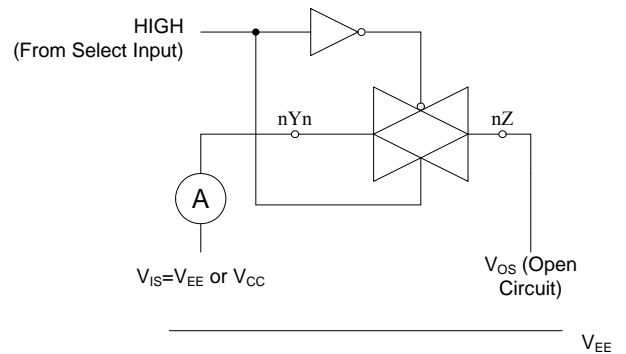 HIGH
(From Select Input)
nYn
nZ
A
V_IS=V_EE or V_CC
V_OS (Open
Circuit)
V_EE